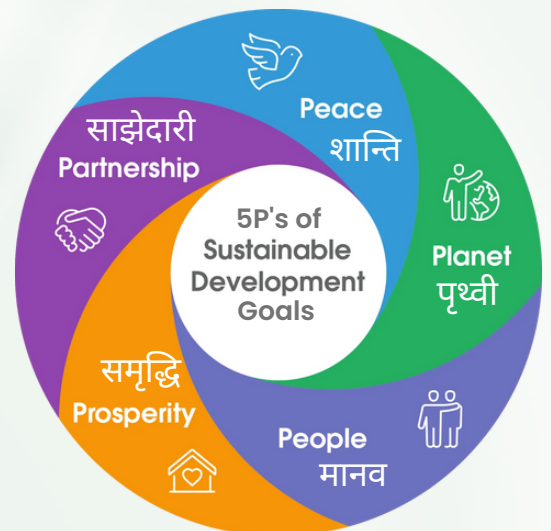 Peace
शान्ति
साझेदारी
Partnership
5P's of
Sustainable
Development
Goals
Planet
पृथ्वी
समृद्धि
Prosperity
People
मानव